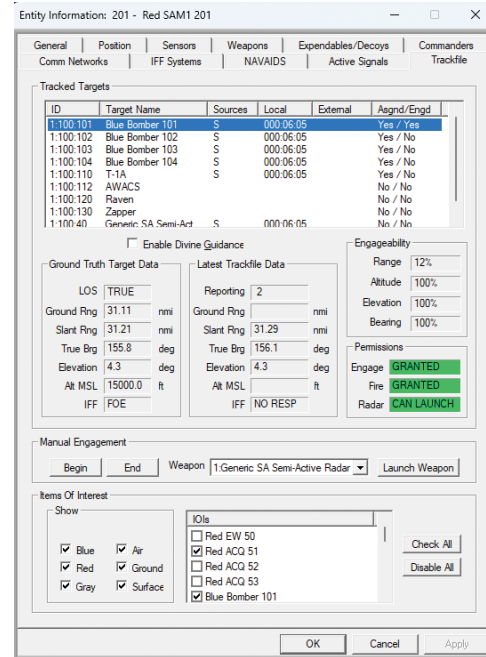 Entity Information: 201 - Red SAM1 201
General Position Sensors Weapons Expendables/Decoys Commanders
Comm Networks IFF Systems NAVAIDS Active Signals Trackfile
Tracked Targets
ID Target Name Sources Local External Asgnd/Engd
1:100:101 Blue Bomber 101 S 000:06:05 Yes / Yes
1:100:102 Blue Bomber 102 S 000:06:05 Yes / No
1:100:103 Blue Bomber 103 S 000:06:05 Yes / No
1:100:104 Blue Bomber 104 S 000:06:05 Yes / No
1:100:110 T-1A S 000:06:05 Yes / No
1:100:112 AWACS No / No
1:100:120 Raven No / No
1:100:130 Zapper No / No
1:100:40 Generic SA Semi-Act S 000:06:05 No / No
Enable Divine Guidance
Engageability
Range 12%
Altitude 100%
Elevation 100%
Bearing 100%
Ground Truth Target Data
LOS TRUE
Ground Rng 31.11 nmi
Slant Rng 31.21 nmi
True Brg 155.8 deg
Elevation 4.3 deg
Alt MSL 15000.0 ft
IFF FOE
Latest Trackfile Data
Reporting 2
Ground Rng nmi
Slant Rng 31.29 nmi
True Brg 156.1 deg
Elevation 4.3 deg
Alt MSL ft
IFF NO RESP
Permissions
Engage GRANTED
Fire GRANTED
Radar CAN LAUNCH
Manual Engagement
Begin End Weapon 1:Generic SA Semi-Active Radar Launch Weapon
Items Of Interest
Show
Blue Air
Red Ground
Gray Surface
IOIs
Red EW 50
Red ACQ 51
Red ACQ 52
Red ACQ 53
Blue Bomber 101
Check All
Disable All
OK Cancel Apply